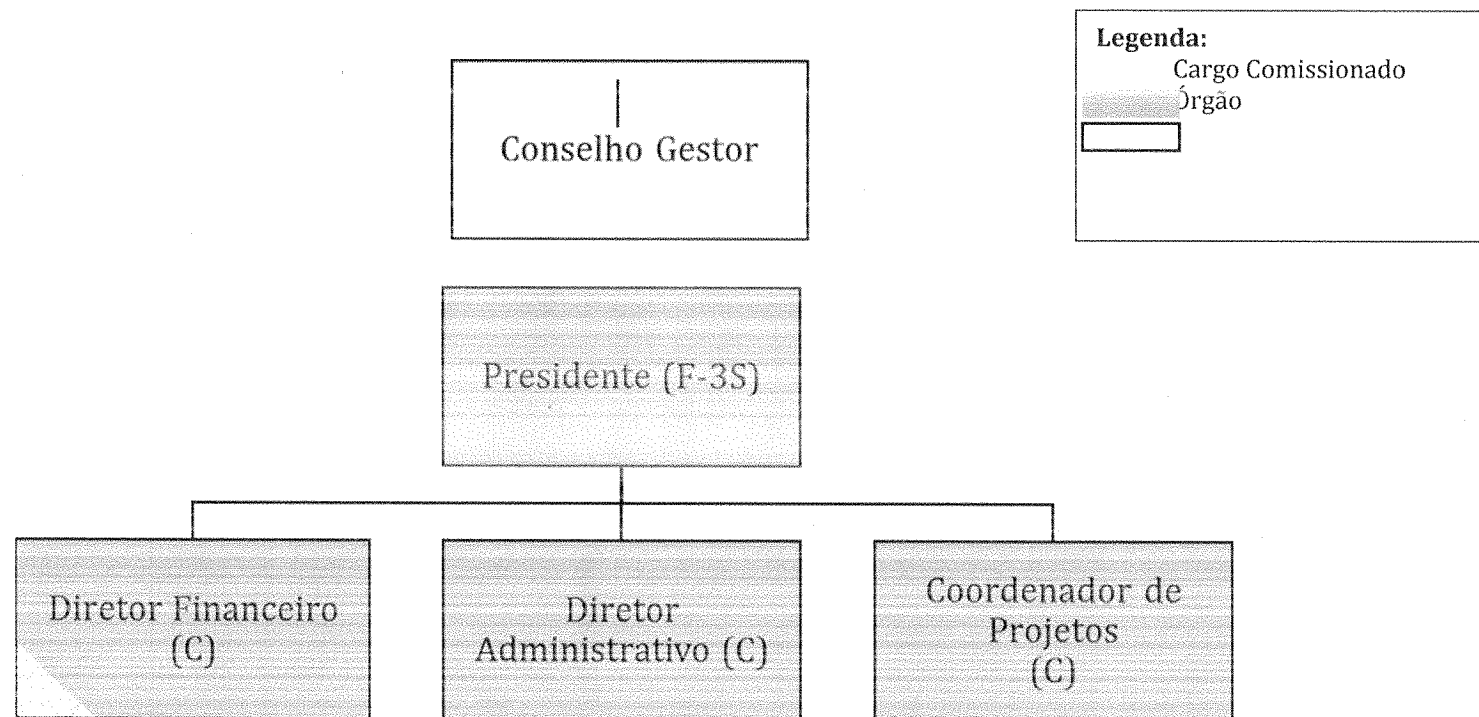 Legenda:
Cargo Comissionado
Órgão
Conselho Gestor
Presidente (F-3S)
Diretor Financeiro
(C)
Diretor
Administrativo (C)
Coordenador de
Projetos
(C)